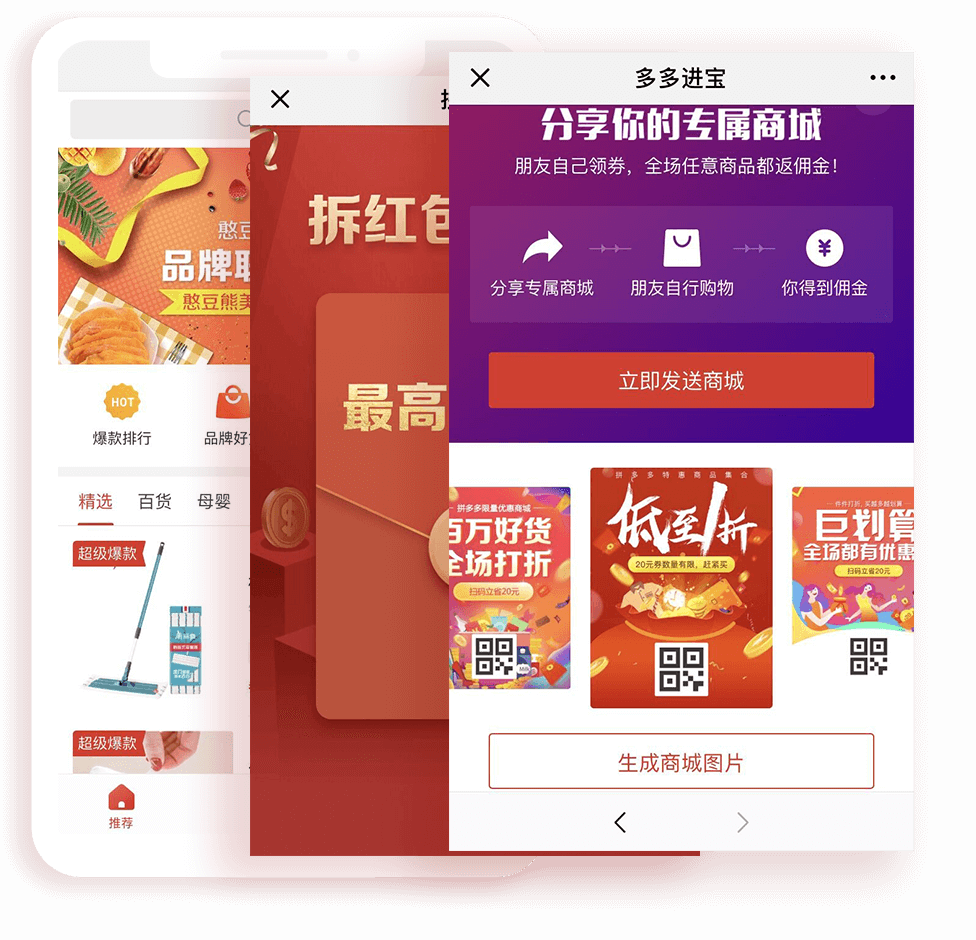 憨豆
品牌联
憨豆熊美
HOT
爆款排行
品牌好
精选
百货
母婴
超级爆款
超级爆款
推荐
拆红包
最高
多多进宝
分享你的专属商城
朋友自己领券，全场任意商品都返佣金！
分享专属商城
朋友自行购物
你得到佣金
立即发送商城
拼多多限量优惠商城
百万好货
全场打折
扫码立省20元
拼多多特惠商品集合
低至1折
20元券数量有限，赶紧买
件件打折，买越多越划算
巨划算
全场都有优惠
扫码立省20元
生成商城图片